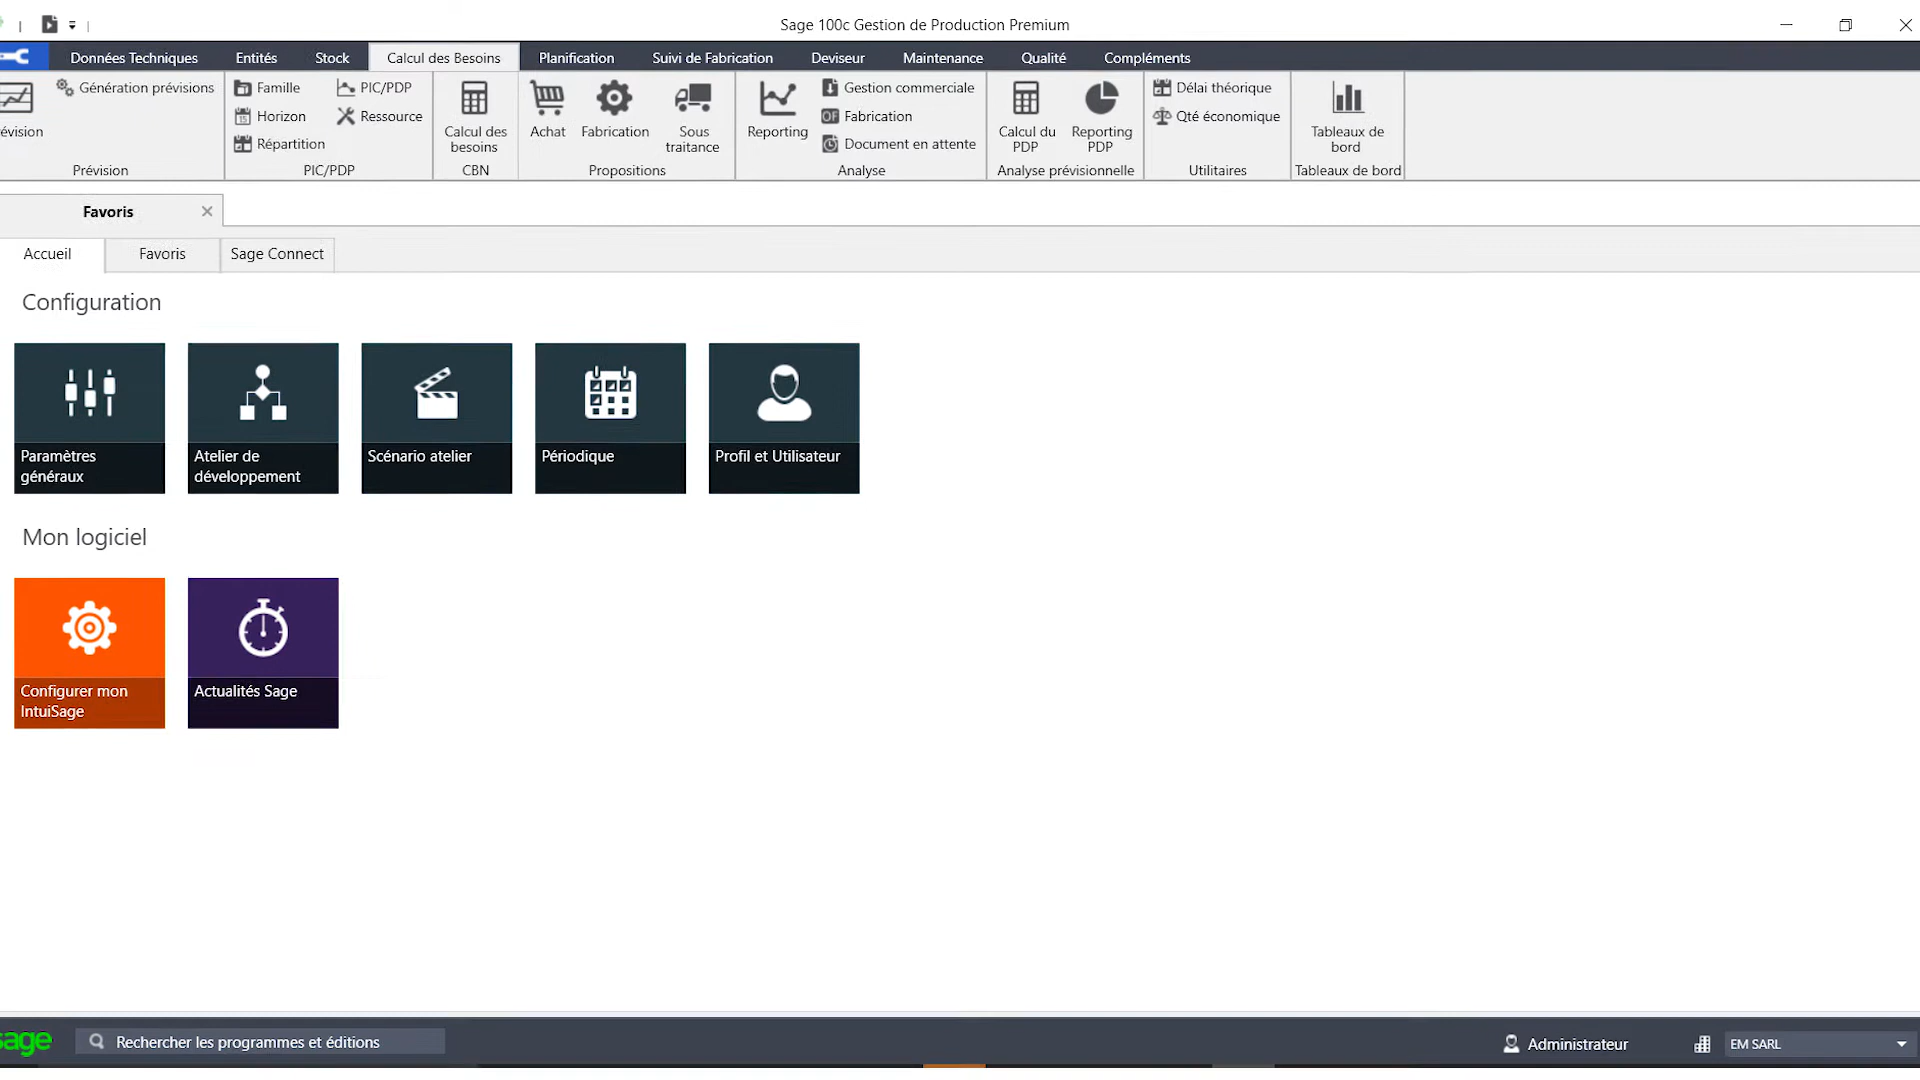 Sage 100c Gestion de Production Premium
Données Techniques
Entités
Stock
Calcul des Besoins
Planification
Suivi de Fabrication
Deviseur
Maintenance
Qualité
Compléments
évision
Génération prévisions
Prévision
Famille
Horizon
Répartition
PIC/PDP
Ressource
PIC/PDP
Calcul des
besoins
CBN
Achat
Fabrication
Sous
traitance
Propositions
Reporting
Gestion commerciale
OF Fabrication
Document en attente
Analyse
Calcul du
PDP
Reporting
PDP
Analyse prévisionnelle
Délai théorique
Qté économique
Utilitaires
Tableaux de
bord
Tableaux de bord
Favoris
Accueil
Favoris
Sage Connect
Configuration
Paramètres
généraux
Atelier de
développement
Scénario atelier
Périodique
Profil et Utilisateur
Mon logiciel
Configurer mon
IntuiSage
Actualités Sage
sage
Rechercher les programmes et éditions
Administrateur
EM SARL